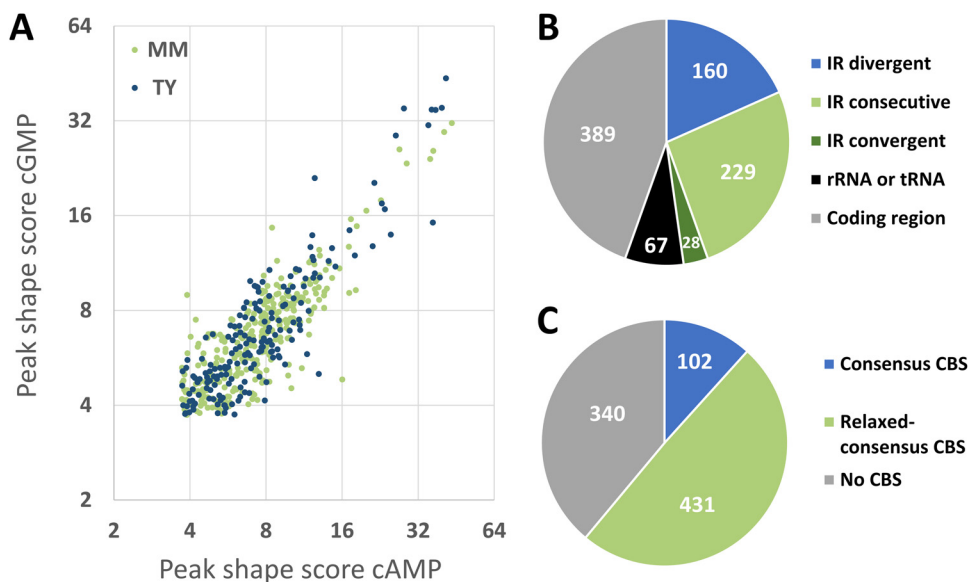 A
64
32
16
8
4
2
2 4 8 16 32 64
Peak shape score cGMP
Peak shape score cAMP
MM
TY
B
160
229
28
67
389
IR divergent
IR consecutive
IR convergent
rRNA or tRNA
Coding region
C
102
431
340
Consensus CBS
Relaxed-
consensus CBS
No CBS